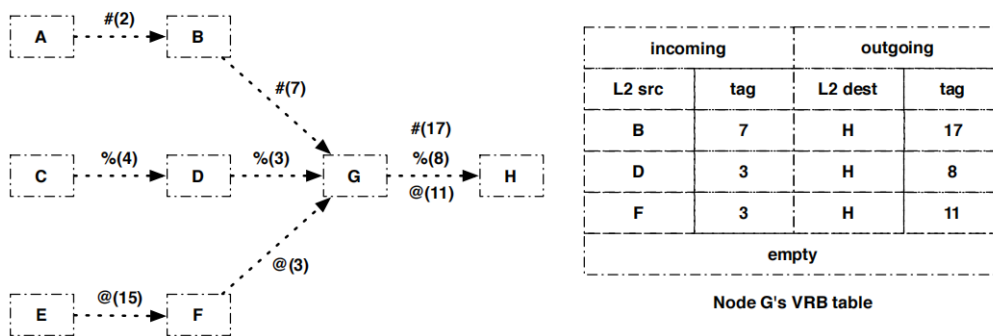 #(2)
A B
#(7)
#(17)
%(4) %(3) %(8)
C D G H
@(11)
@(3)
@(15)
E F
incoming outgoing
L2 src tag L2 dest tag
B 7 H 17
D 3 H 8
F 3 H 11
empty
Node G's VRB table